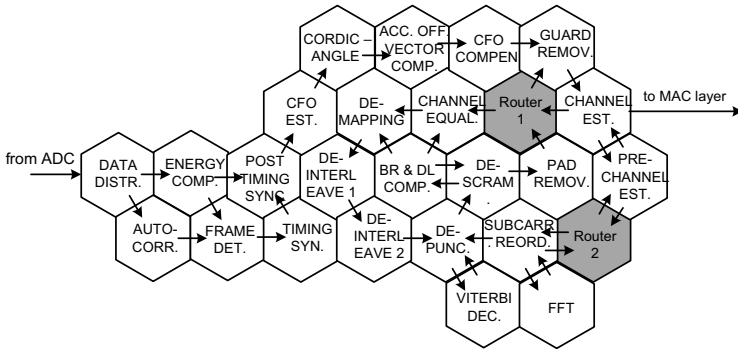 CORDIC –
ANGLE
ACC. OFF.
VECTOR
COMP.
CFO
COMPEN
GUARD
REMOV.
CFO
EST.
DE-
MAPPING
CHANNEL
EQUAL.
Router
1
CHANNEL
EST.
to MAC layer
from ADC
DATA
DISTR.
ENERGY
COMP.
POST
TIMING
SYNC
DE-
INTERL
EAVE 1
BR & DL
COMP.
DE-
SCRAM
.
PAD
REMOV.
PRE-
CHANNEL
EST.
AUTO-
CORR.
FRAME
DET.
TIMING
SYN.
DE-
INTERL
EAVE 2
DE-
PUNC.
SUBCARR
REORD.
Router
2
VITERBI
DEC.
FFT